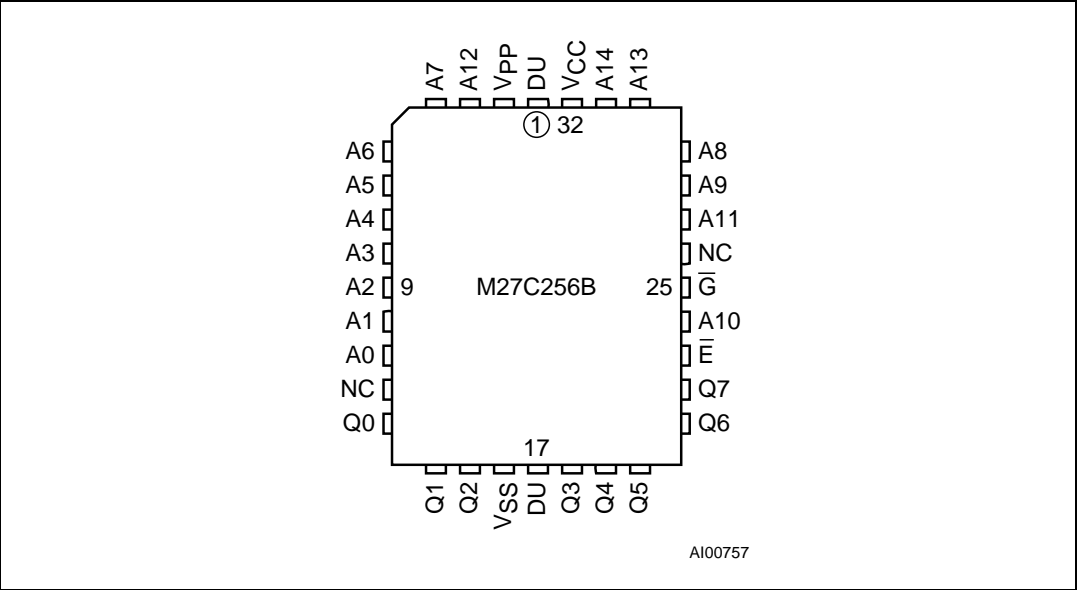 A7 A12 VPP DU VCC A14 A13
① 32
A6 A8
A5 A9
A4 A11
A3 NC
A2 9 M27C256B 25 G̅
A1 A10
A0 E̅
NC Q7
Q0 Q6
17
Q1 Q2 VSS DU Q3 Q4 Q5
AI00757